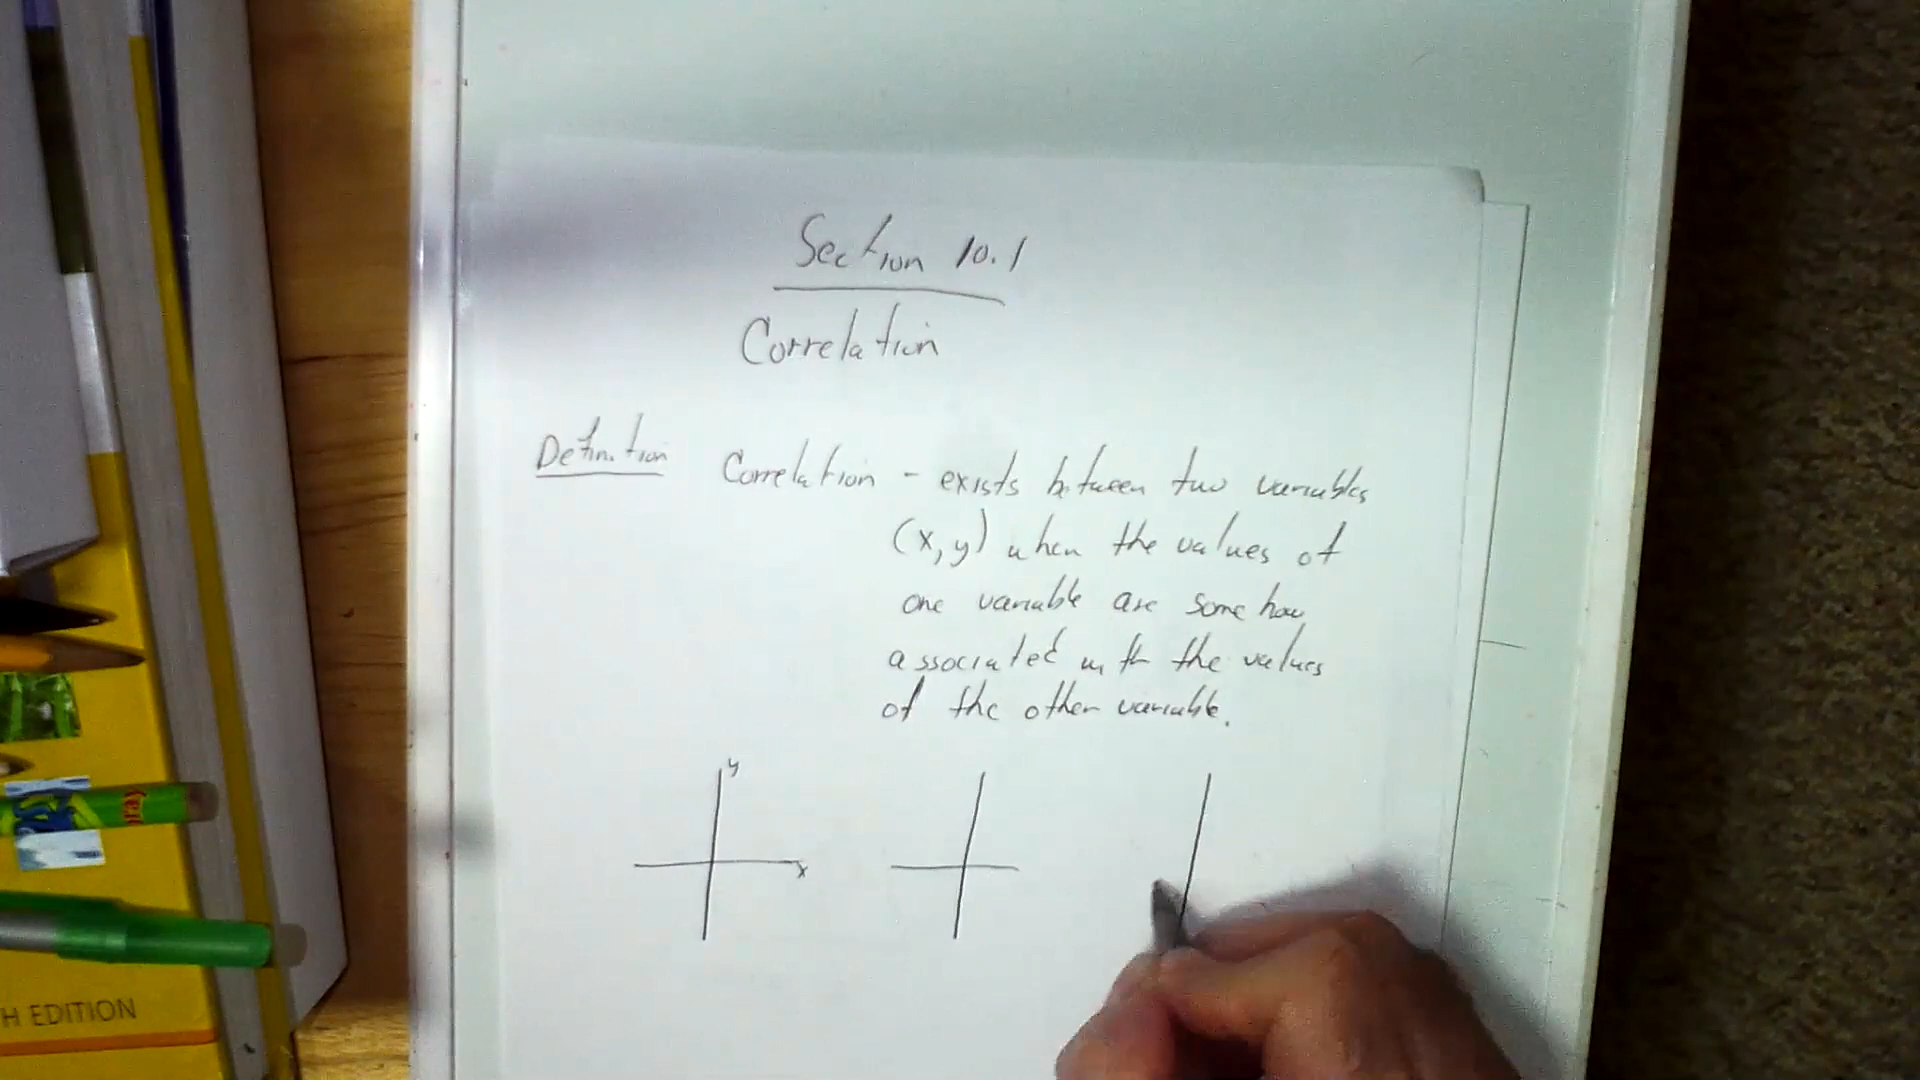 Section 10.1
Correlation
Definition Correlation - exists between two variables
(x,y) when the values of
one variable are somehow
associated with the values
of the other variable.
y
x
H EDITION